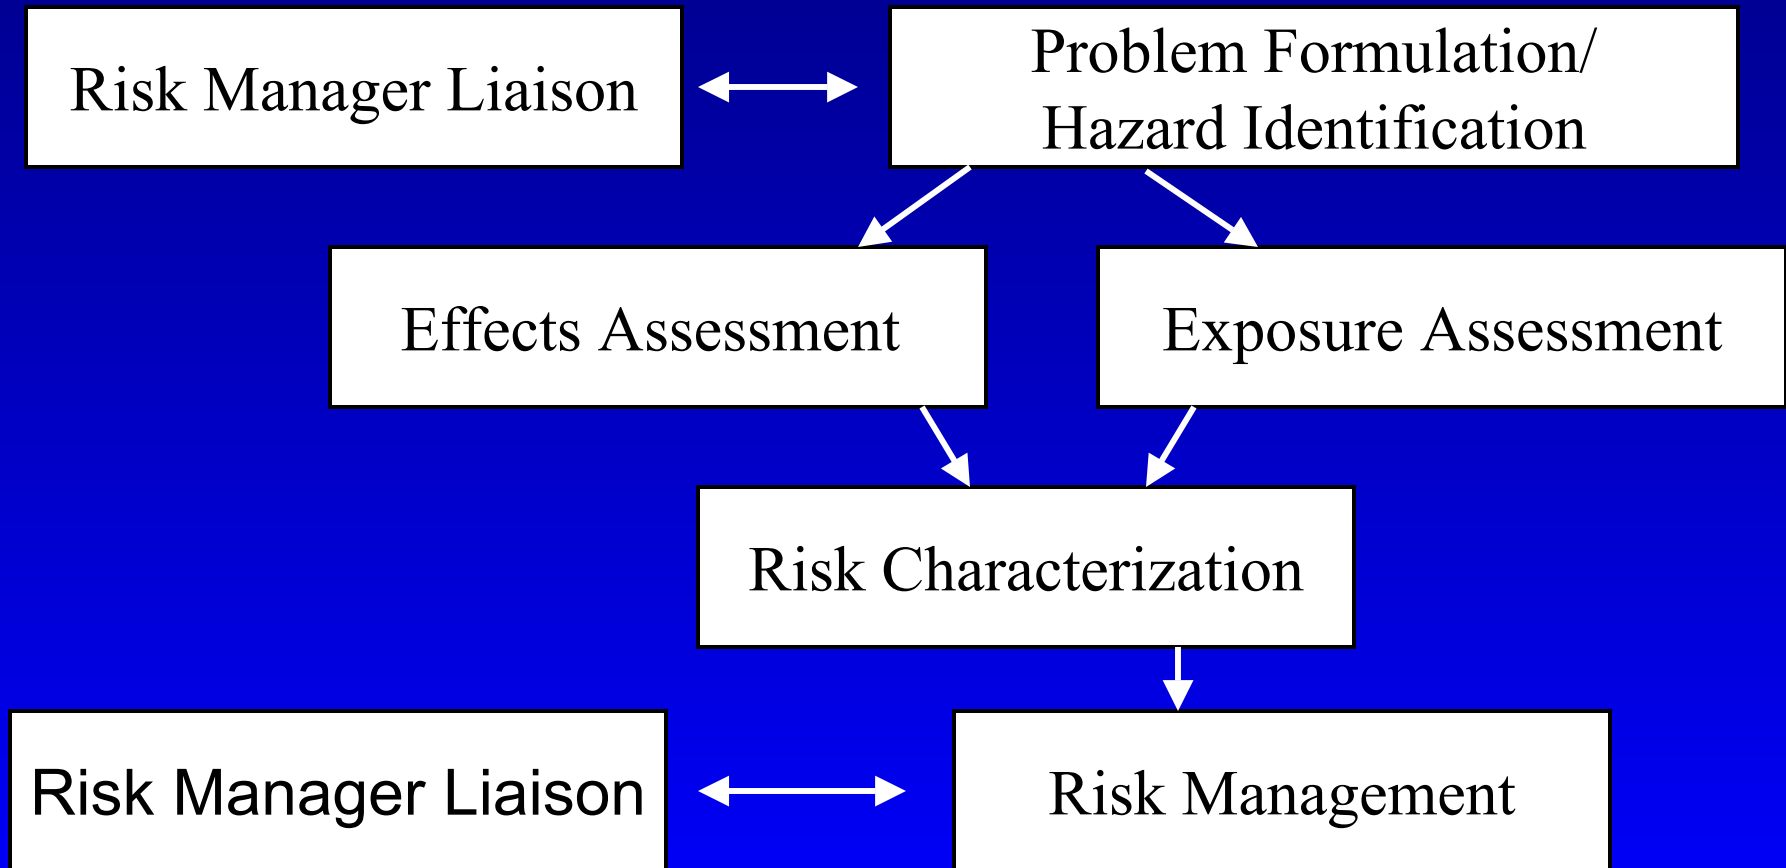 Risk Manager Liaison
Problem Formulation/
Hazard Identification
Effects Assessment
Exposure Assessment
Risk Characterization
Risk Manager Liaison
Risk Management